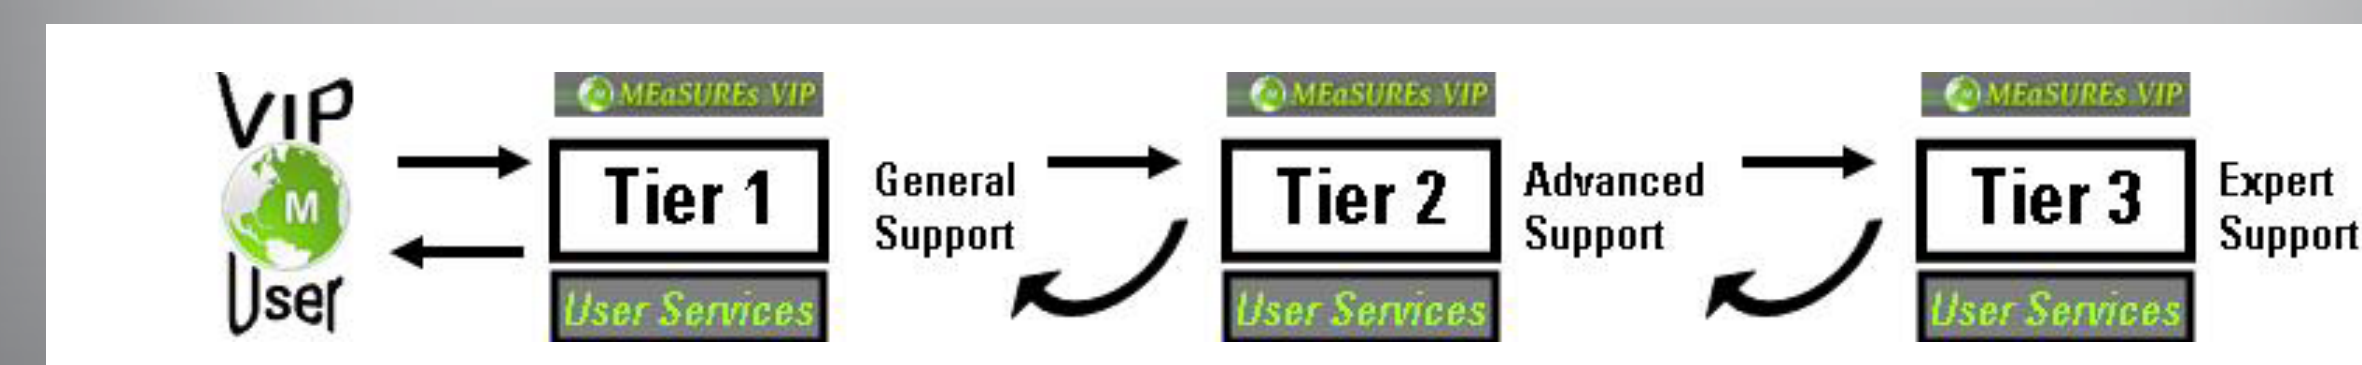 VIP
M
User
MEaSUREs VIP
Tier 1
User Services
General
Support
MEaSUREs VIP
Tier 2
User Services
Advanced
Support
MEaSUREs VIP
Tier 3
User Services
Expert
Support